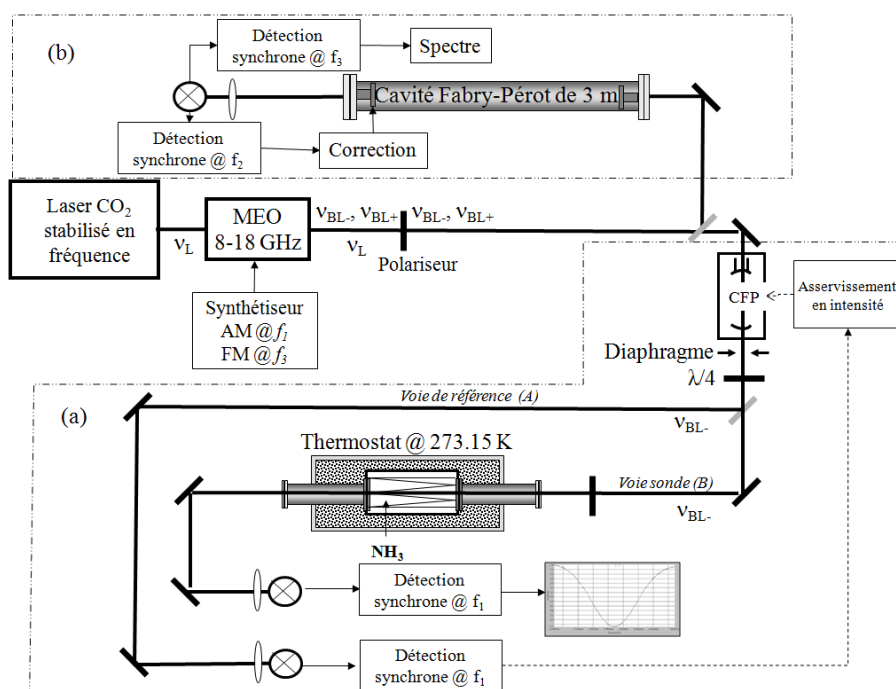 (b)
Détection
synchrone @ f3
Spectre
Cavité Fabry-Pérot de 3 m
Détection
synchrone @ f2
Correction
Laser CO2
stabilisé en
fréquence
νL
MEO
8-18 GHz
νBL-, νBL+
νL
νBL-, νBL+
Polariseur
Synthétiseur
AM @ f1
FM @ f3
CFP
Asservissement
en intensité
Diaphragme
λ/4
(a)
Voie de référence (A)
νBL-
Thermostat @ 273.15 K
Voie sonde (B)
νBL-
NH3
Détection
synchrone @ f1
Détection
synchrone @ f1